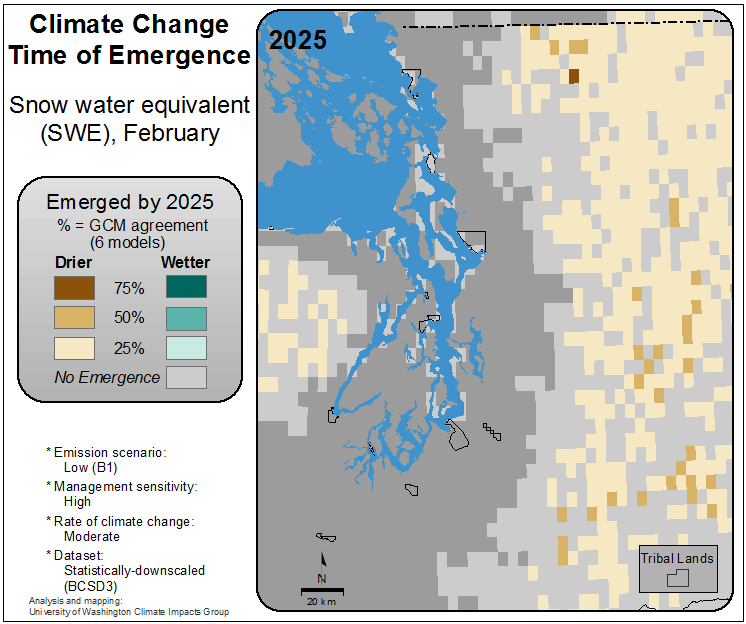 Climate Change
Time of Emergence
Snow water equivalent
(SWE), February
Emerged by 2025
% = GCM agreement
(6 models)
Drier Wetter
75%
50%
25%
No Emergence
* Emission scenario:
Low (B1)
* Management sensitivity:
High
* Rate of climate change:
Moderate
* Dataset:
Statistically-downscaled
(BCSD3)
Analysis and mapping:
University of Washington Climate Impacts Group
2025
N
20 km
Tribal Lands